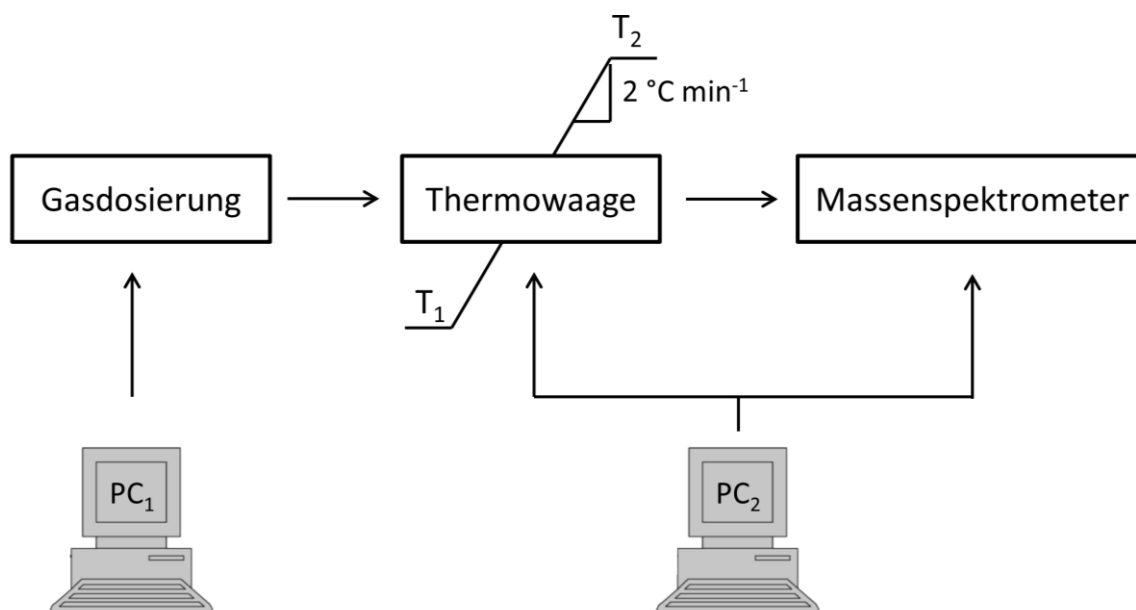 T₂
2 °C min⁻¹
Gasdosierung
Thermowaage
Massenspektrometer
T₁
PC₁
PC₂